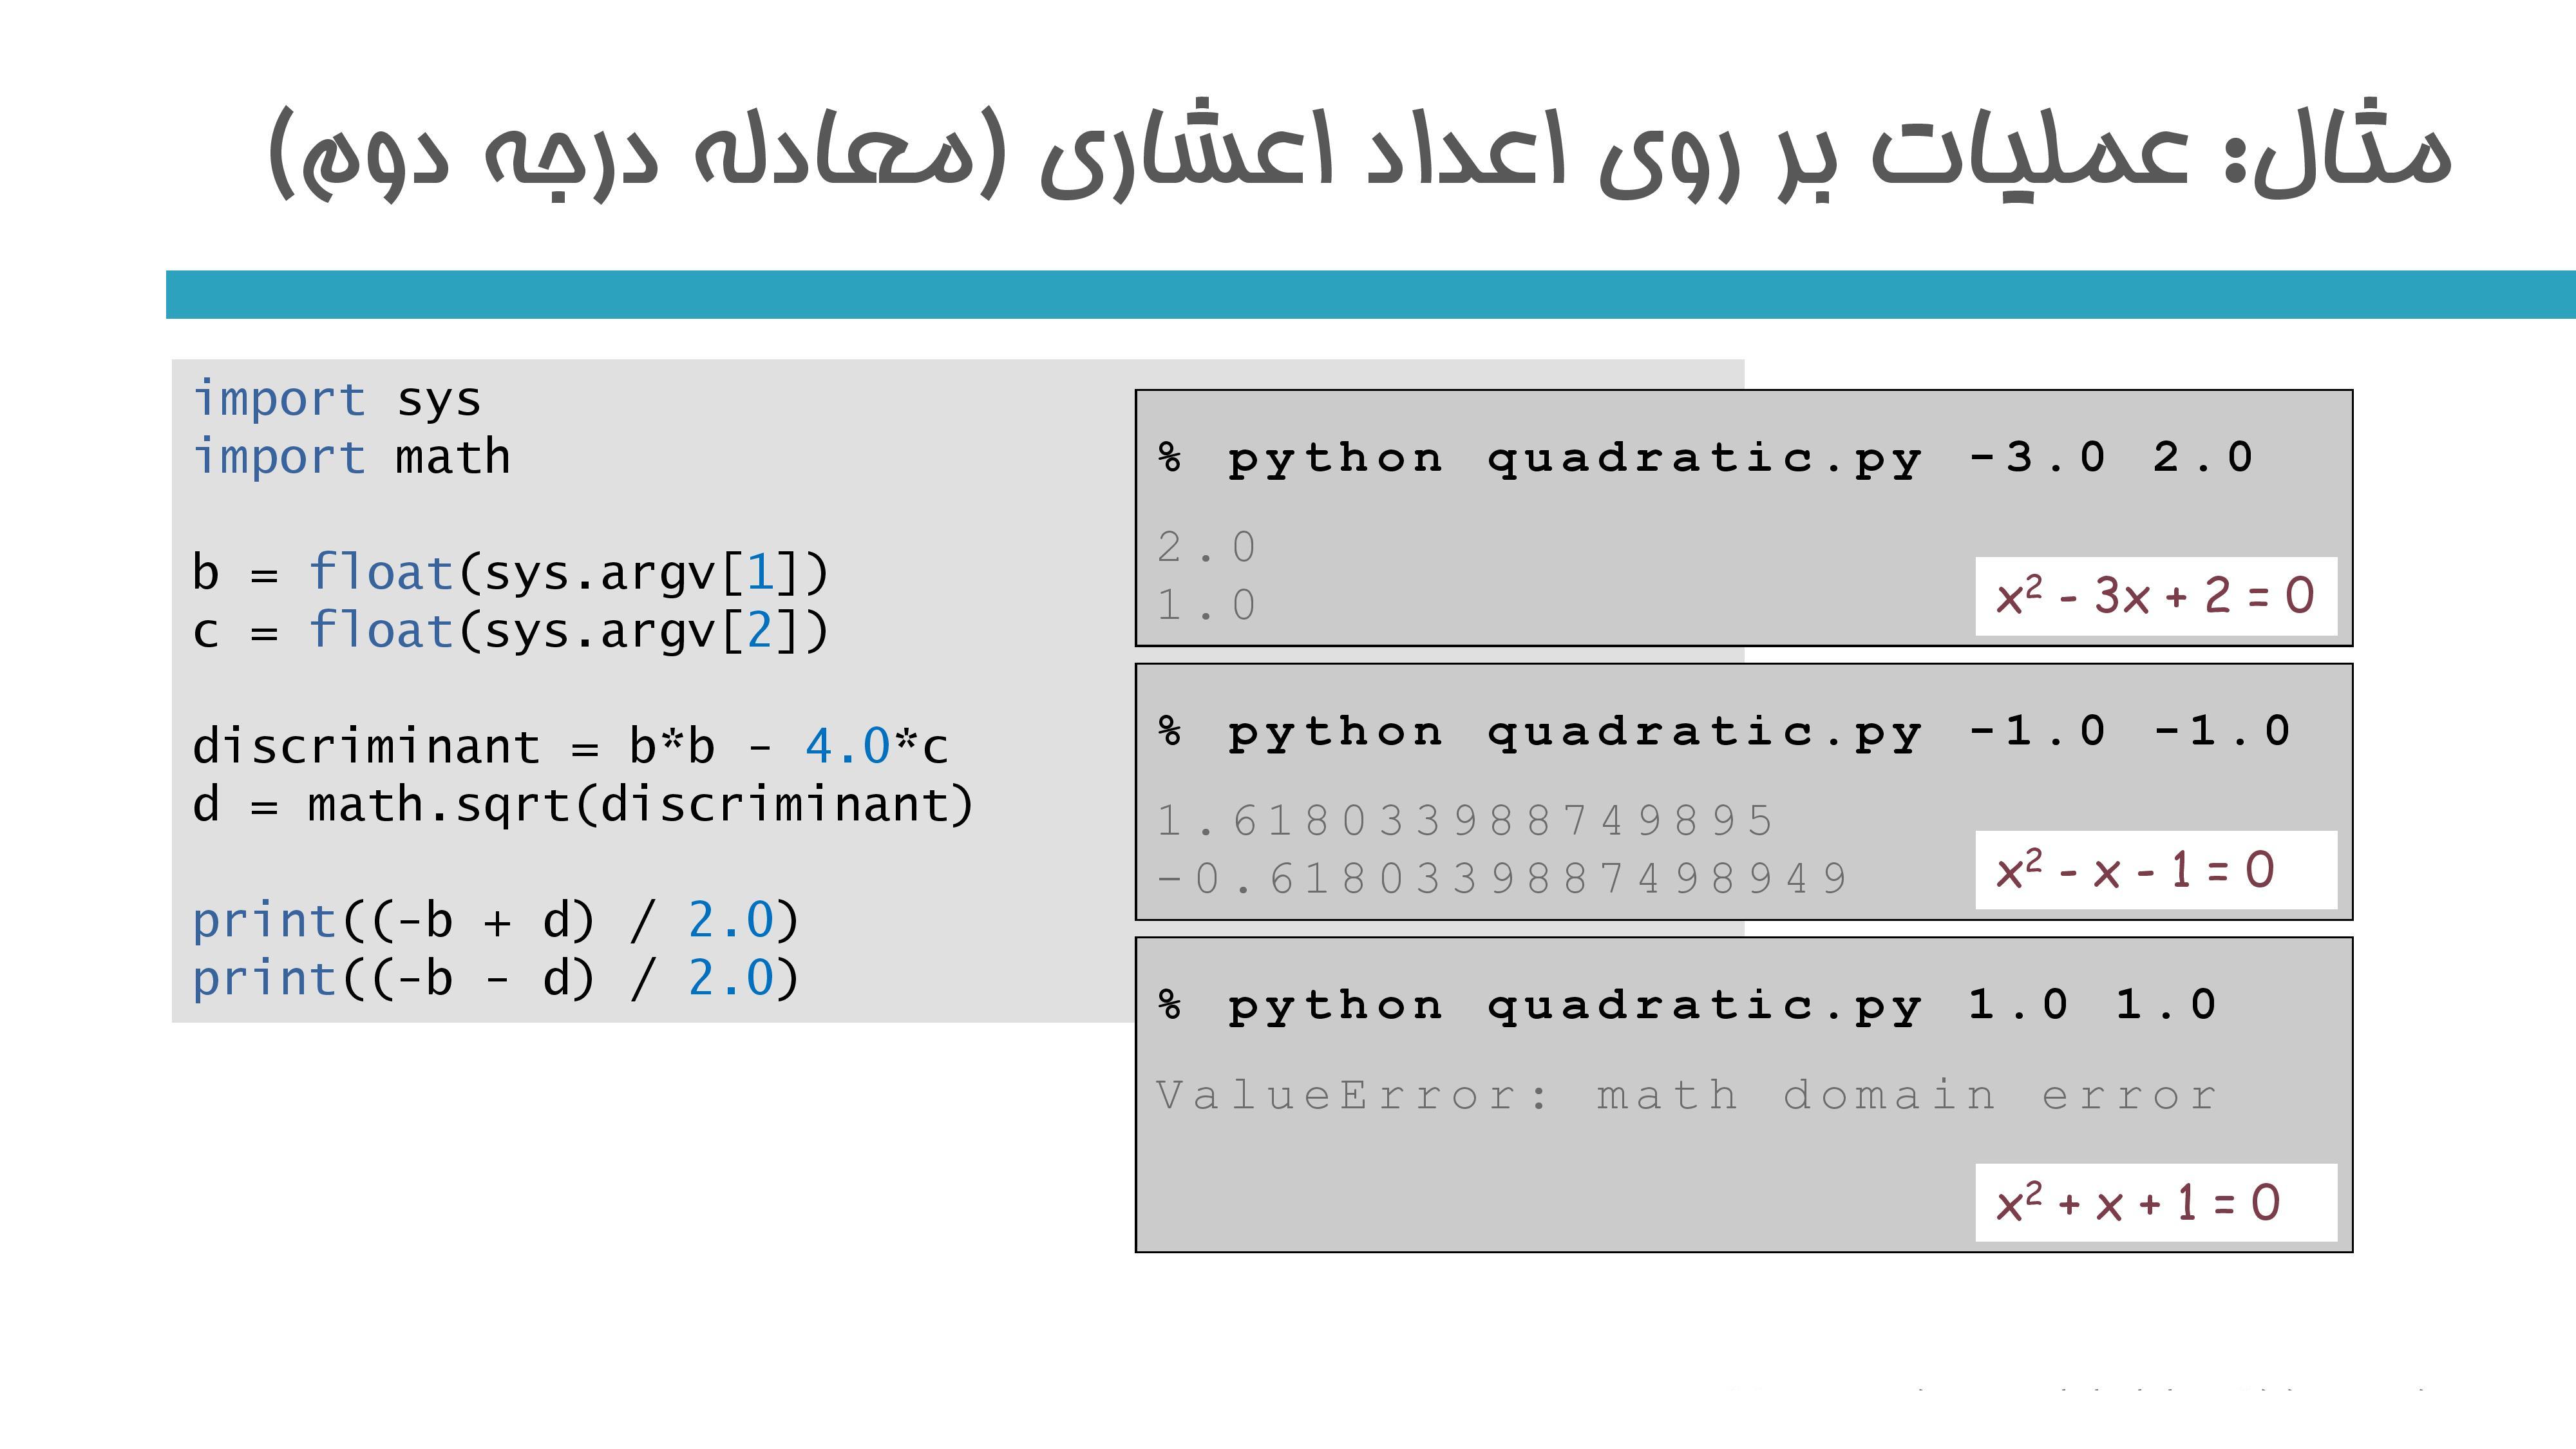 مثال: عملیات بر روی اعداد اعشاری (معادله درجه دوم)
import sys
import math
b = float(sys.argv[1])
c = float(sys.argv[2])
discriminant = b*b - 4.0*c
d = math.sqrt(discriminant)
print((-b + d) / 2.0)
print((-b - d) / 2.0)
% python quadratic.py -3.0 2.0
2.0
1.0
x² - 3x + 2 = 0
% python quadratic.py -1.0 -1.0
1.618033988749895
-0.6180339887498949
x² - x - 1 = 0
% python quadratic.py 1.0 1.0
ValueError: math domain error
x² + x + 1 = 0